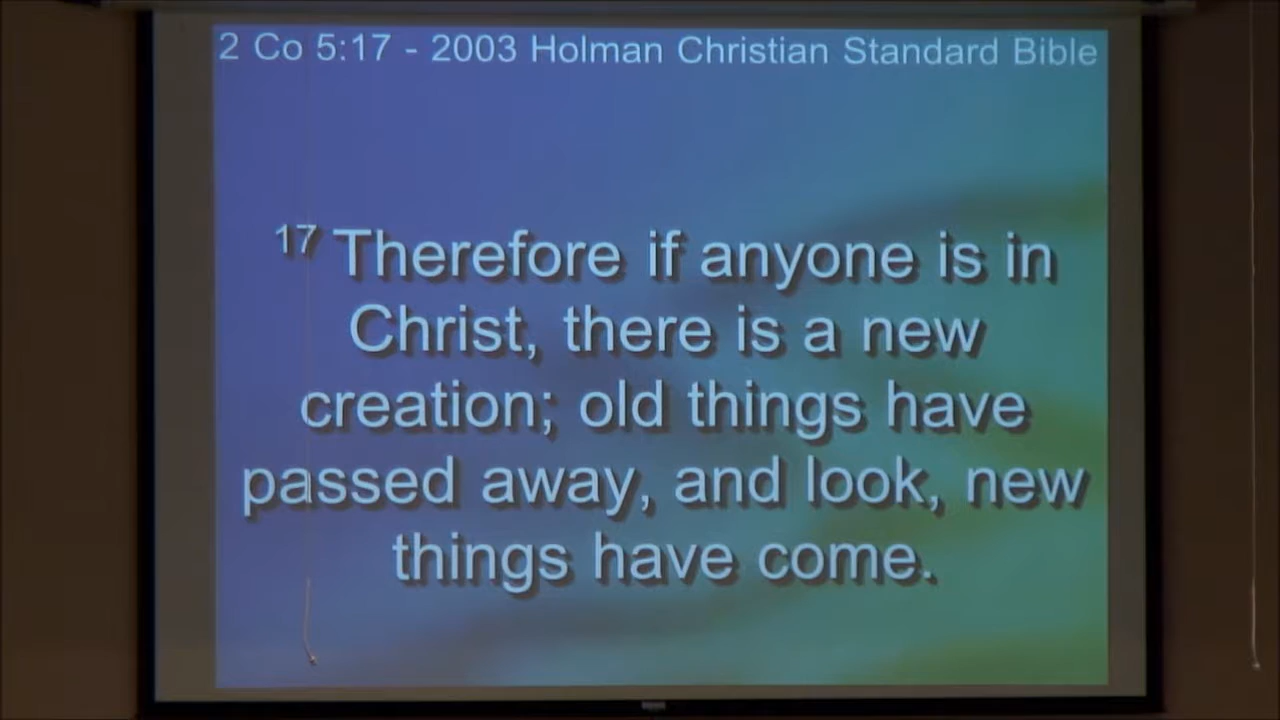 2 Co 5:17 - 2003 Holman Christian Standard Bible
17 Therefore if anyone is in
Christ, there is a new
creation; old things have
passed away, and look, new
things have come.